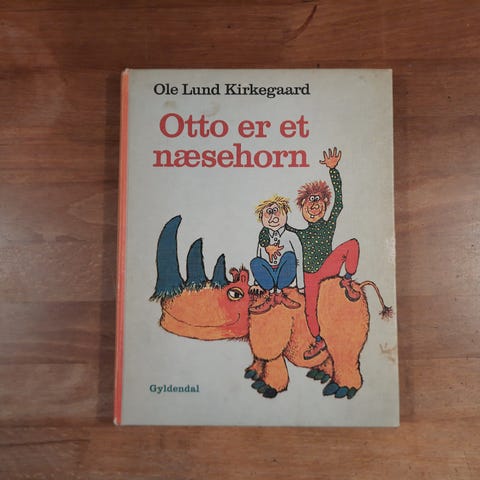 Ole Lund Kirkegaard
Otto er et
næsehorn
Gyldendal